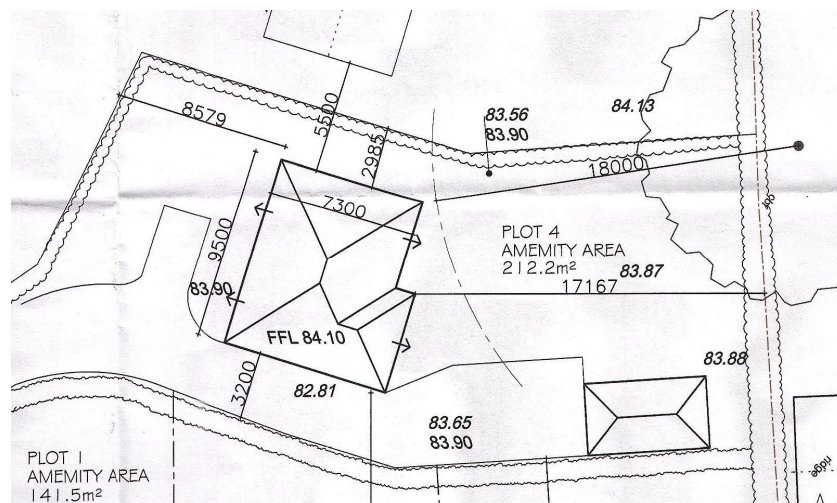 8579
5500
2985
83.56
83.90
84.13
18000
7300
9500
83.90
PLOT 4
AMEMITY AREA
212.2m²
83.87
17167
FFL 84.10
3200
82.81
83.88
83.65
83.90
PLOT 1
AMEMITY AREA
141.5m²
ridge